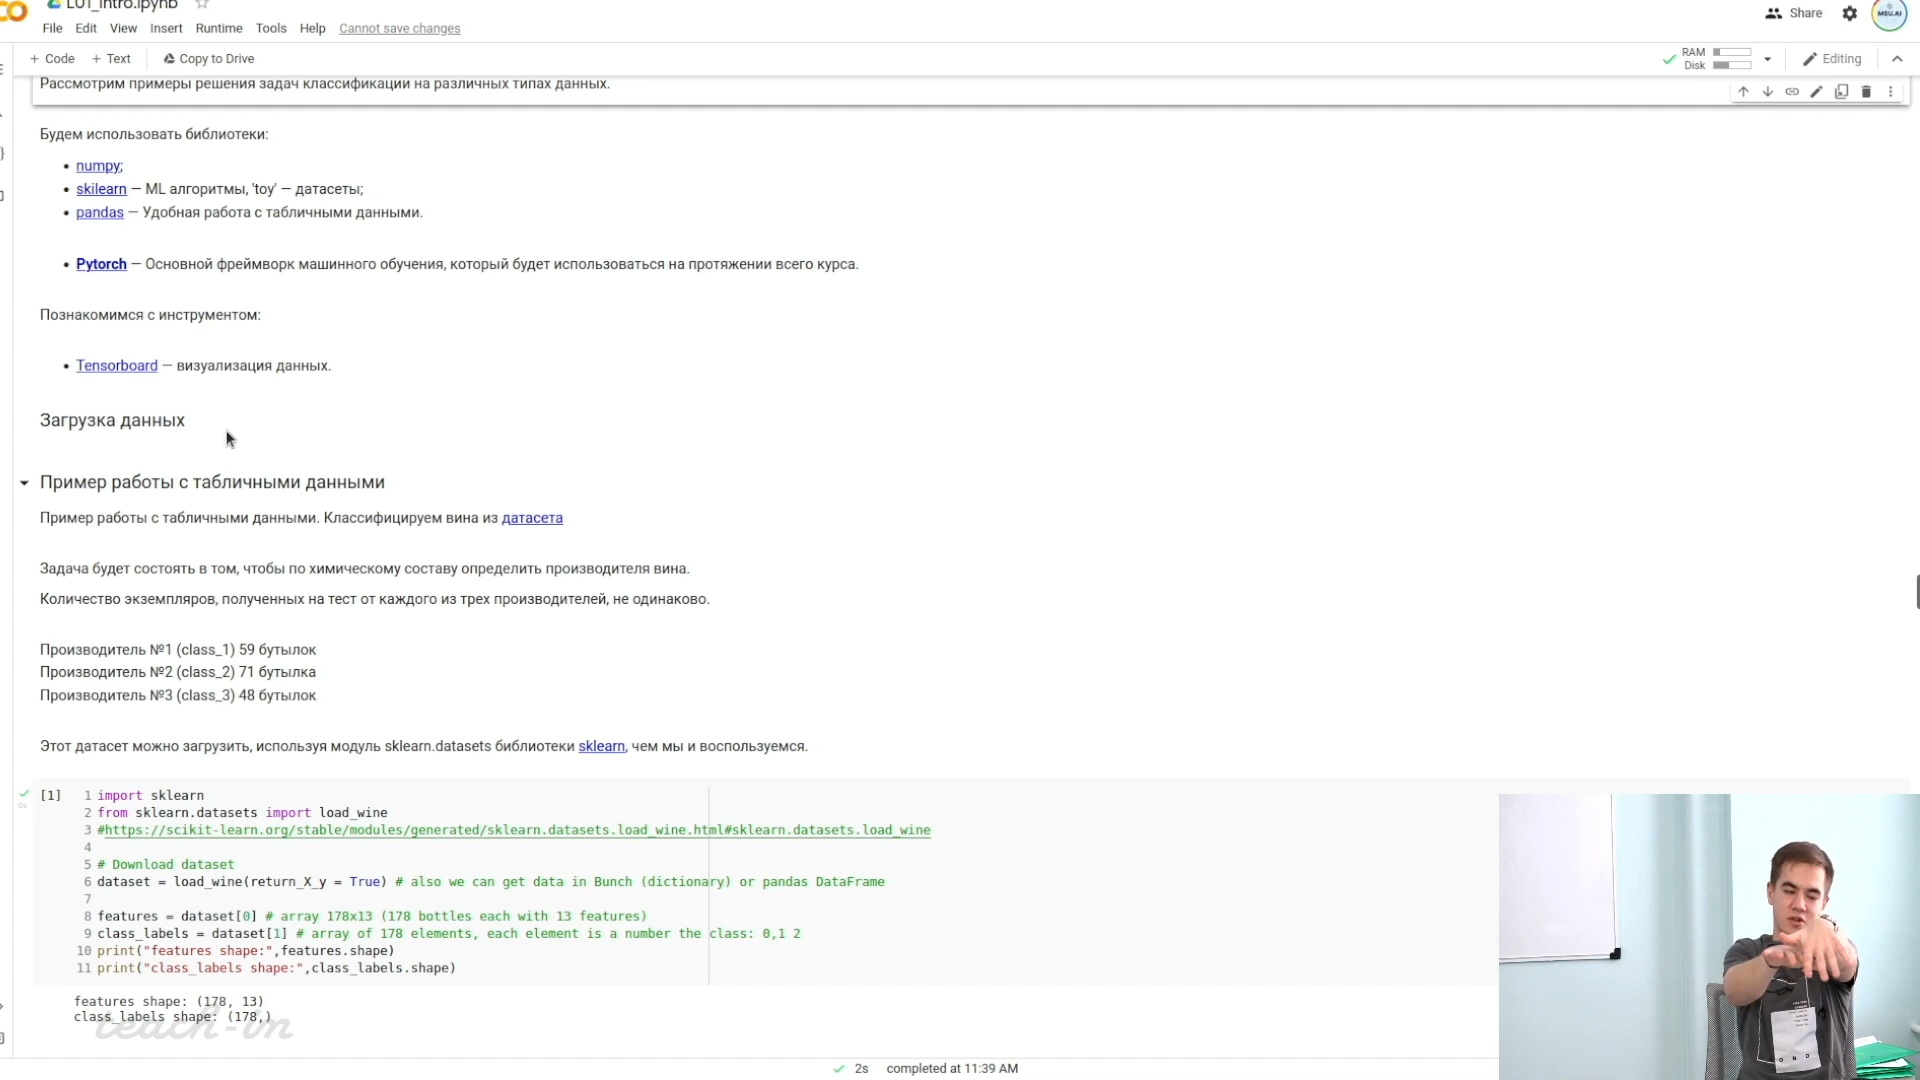 L01_Intro.ipynb
File Edit View Insert Runtime Tools Help Cannot save changes
Share
MSU.AI
+ Code + Text Copy to Drive
RAM
Disk
Editing
Рассмотрим примеры решения задач классификации на различных типах данных.
Будем использовать библиотеки:
numpy;
skilearn — ML алгоритмы, 'toy' — датасеты;
pandas — Удобная работа с табличными данными.
Pytorch — Основной фреймворк машинного обучения, который будет использоваться на протяжении всего курса.
Познакомимся с инструментом:
Tensorboard — визуализация данных.
Загрузка данных
Пример работы с табличными данными
Пример работы с табличными данными. Классифицируем вина из датасета
Задача будет состоять в том, чтобы по химическому составу определить производителя вина.
Количество экземпляров, полученных на тест от каждого из трех производителей, не одинаково.
Производитель №1 (class_1) 59 бутылок
Производитель №2 (class_2) 71 бутылка
Производитель №3 (class_3) 48 бутылок
Этот датасет можно загрузить, используя модуль sklearn.datasets библиотеки sklearn, чем мы и воспользуемся.
[1] 1 import sklearn
2 from sklearn.datasets import load_wine
3 #https://scikit-learn.org/stable/modules/generated/sklearn.datasets.load_wine.html#sklearn.datasets.load_wine
4
5 # Download dataset
6 dataset = load_wine(return_X_y = True) # also we can get data in Bunch (dictionary) or pandas DataFrame
7
8 features = dataset[0] # array 178x13 (178 bottles each with 13 features)
9 class_labels = dataset[1] # array of 178 elements, each element is a number the class: 0,1 2
10 print("features shape:",features.shape)
11 print("class_labels shape:",class_labels.shape)
features shape: (178, 13)
class_labels shape: (178,)
teach-in
2s completed at 11:39 AM